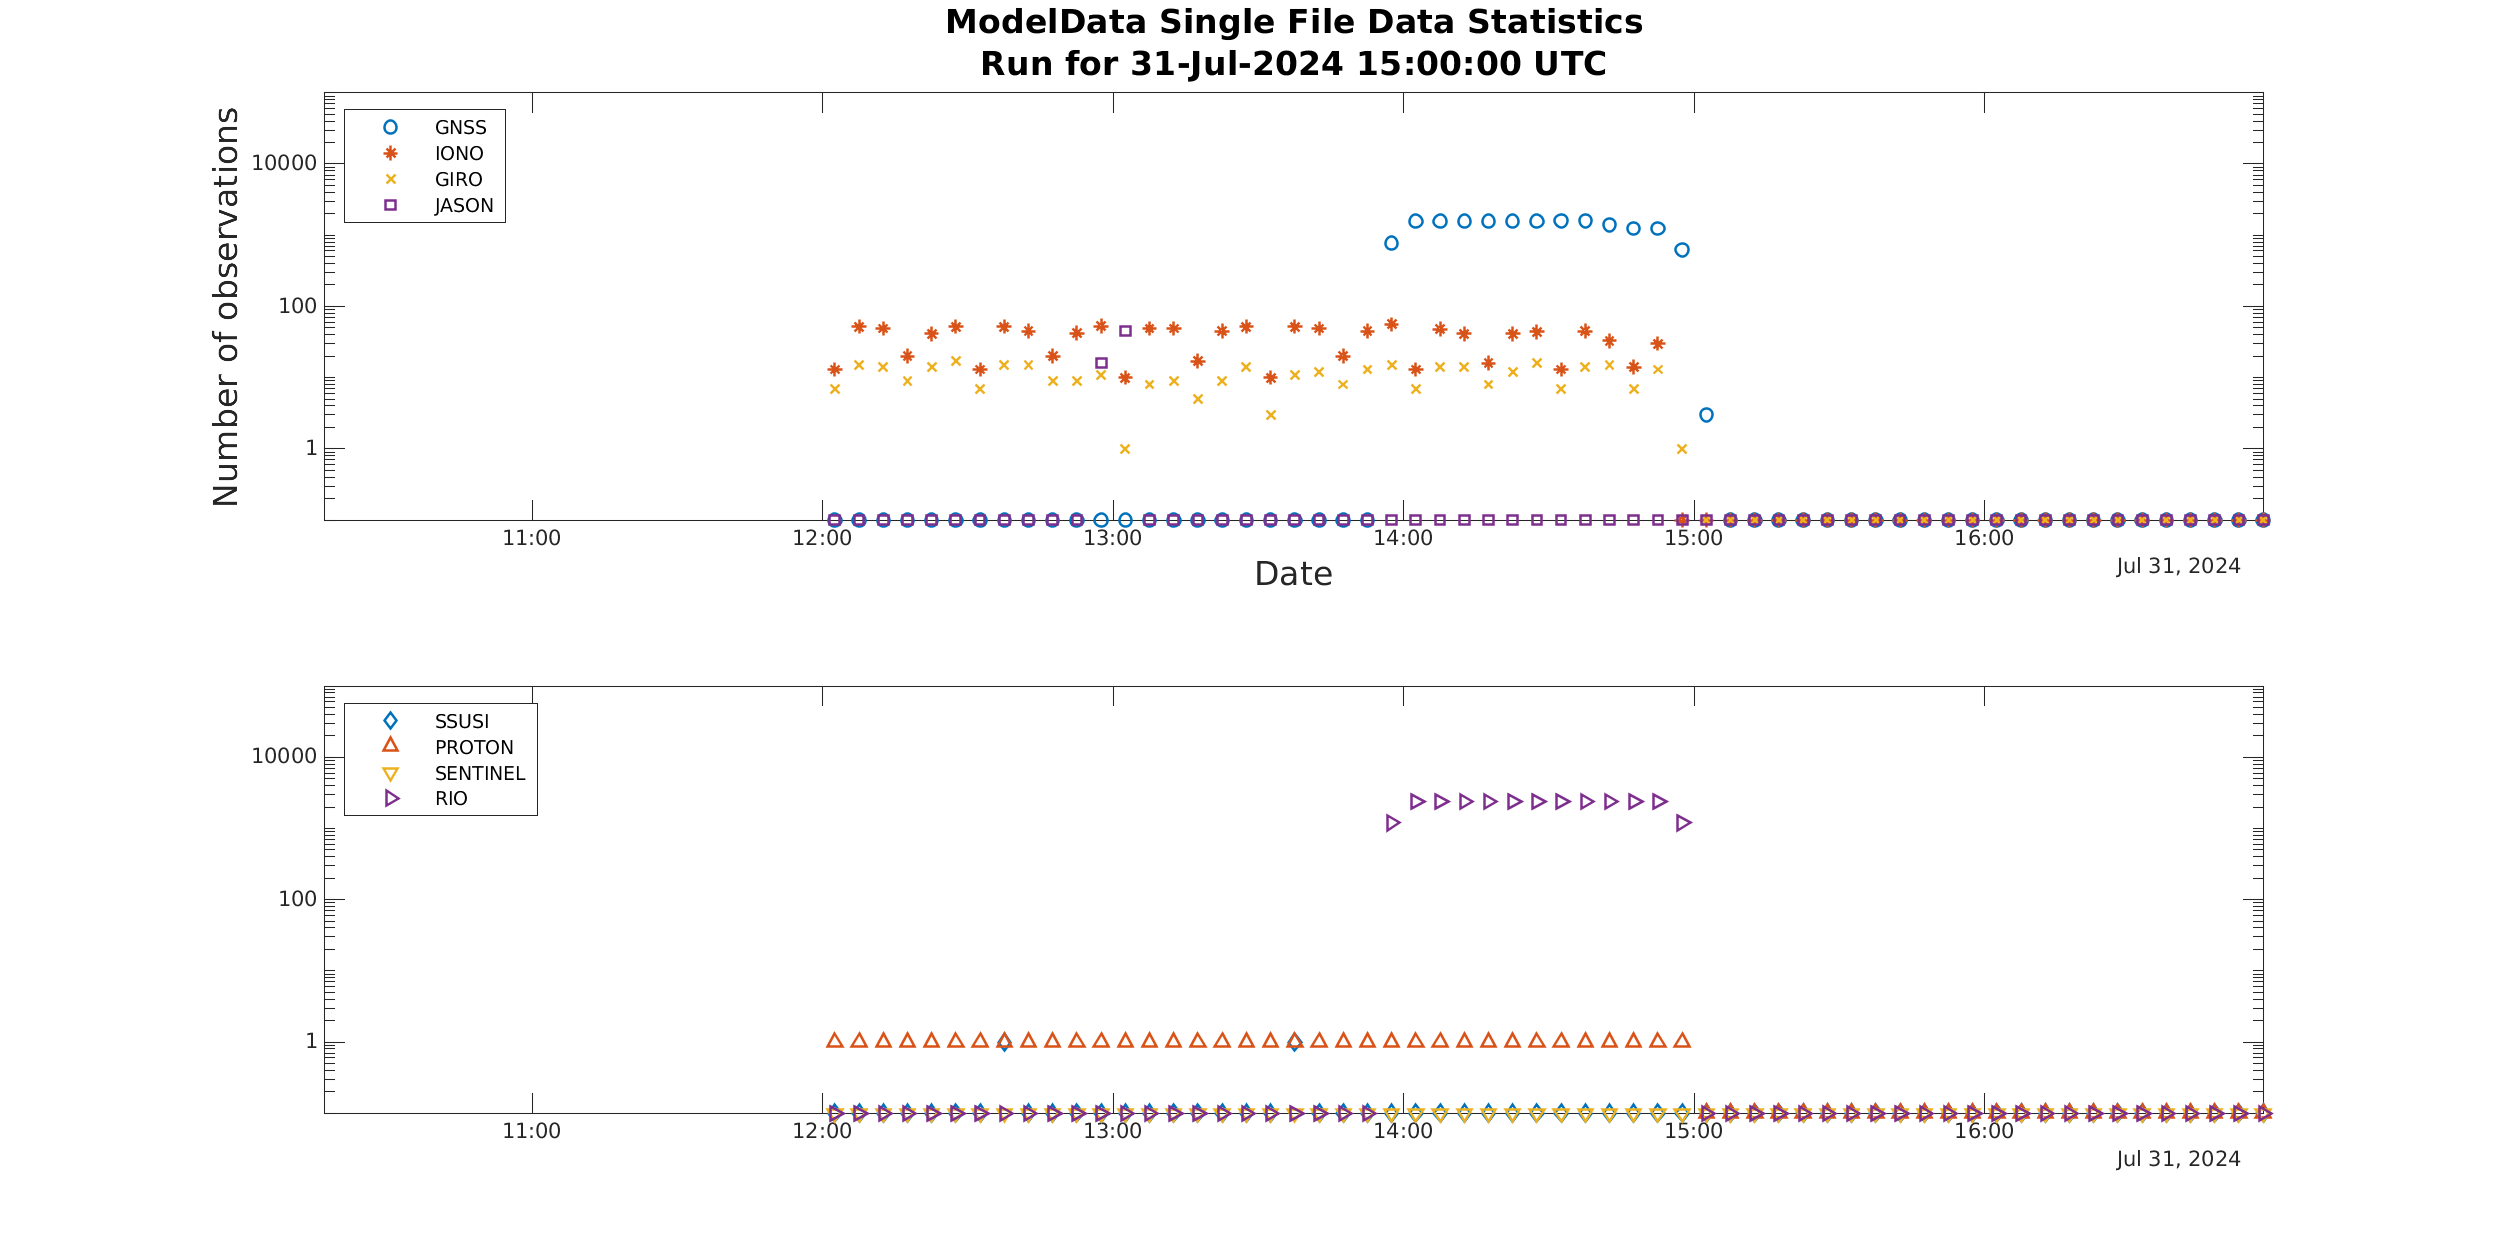 ModelData Single File Data Statistics
Run for 31-Jul-2024 15:00:00 UTC
Number of observations
10000
100
1
GNSS
IONO
GIRO
JASON
11:00
12:00
13:00
14:00
15:00
16:00
Jul 31, 2024
Date
10000
100
1
SSUSI
PROTON
SENTINEL
RIO
11:00
12:00
13:00
14:00
15:00
16:00
Jul 31, 2024